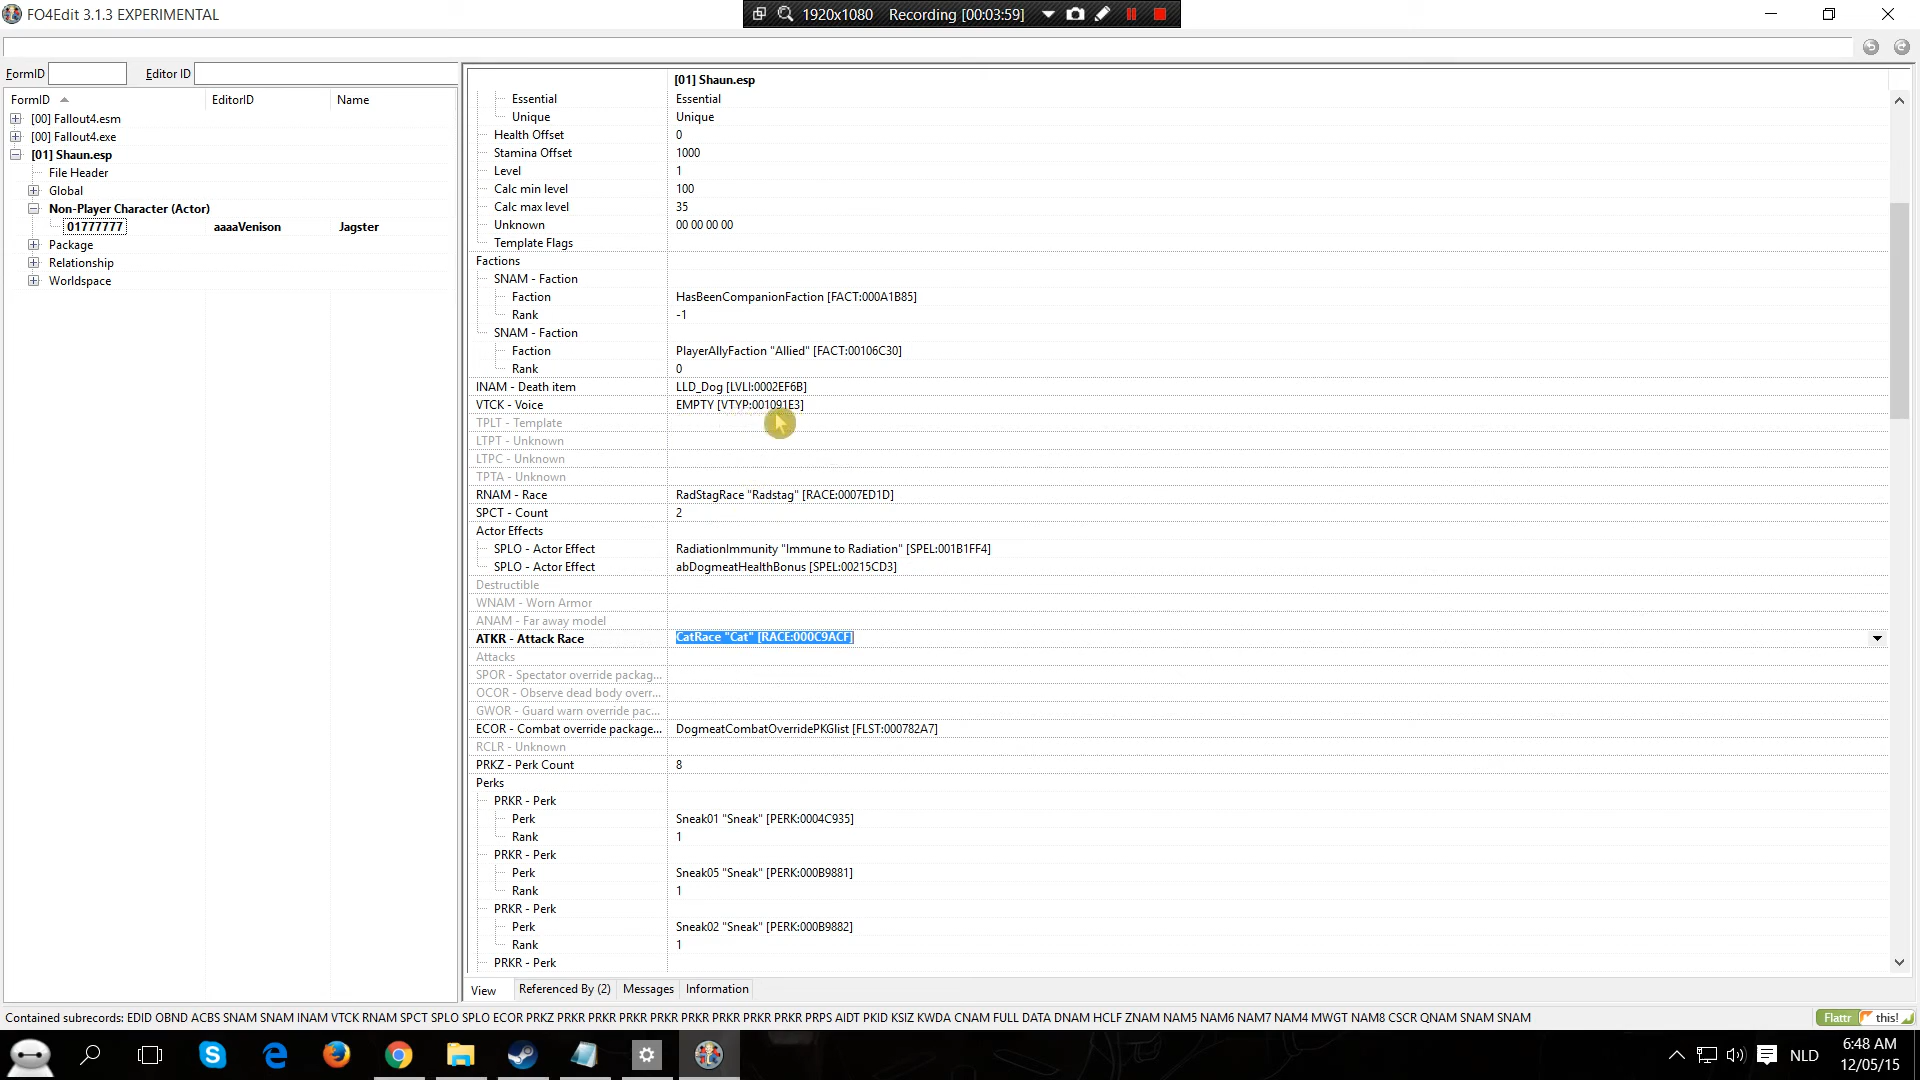 FO4Edit 3.1.3 EXPERIMENTAL
1920x1080 Recording [00:03:59]
FormID Editor ID
FormID EditorID Name
[00] Fallout4.esm
[00] Fallout4.exe
[01] Shaun.esp
File Header
Global
Non-Player Character (Actor)
01777777 aaaaVenison Jagster
Package
Relationship
Worldspace
[01] Shaun.esp
Essential Essential
Unique Unique
Health Offset 0
Stamina Offset 1000
Level 1
Calc min level 100
Calc max level 35
Unknown 00 00 00 00
Template Flags
Factions
SNAM - Faction
Faction HasBeenCompanionFaction [FACT:000A1B85]
Rank -1
SNAM - Faction
Faction PlayerAllyFaction "Allied" [FACT:00106C30]
Rank 0
INAM - Death item LLD_Dog [LVLI:0002EF6B]
VTCK - Voice EMPTY [VTYP:001091E3]
TPLT - Template
LTPT - Unknown
LTPC - Unknown
TPTA - Unknown
RNAM - Race RadStagRace "Radstag" [RACE:0007ED1D]
SPCT - Count 2
Actor Effects
SPLO - Actor Effect RadiationImmunity "Immune to Radiation" [SPEL:001B1FF4]
SPLO - Actor Effect abDogmeatHealthBonus [SPEL:00215CD3]
Destructible
WNAM - Worn Armor
ANAM - Far away model
ATKR - Attack Race CatRace "Cat" [RACE:000C9ACF]
Attacks
SPOR - Spectator override packag...
OCOR - Observe dead body overr...
GWOR - Guard warn override pac...
ECOR - Combat override package... DogmeatCombatOverridePKGlist [FLST:000782A7]
RCLR - Unknown
PRKZ - Perk Count 8
Perks
PRKR - Perk
Perk Sneak01 "Sneak" [PERK:0004C935]
Rank 1
PRKR - Perk
Perk Sneak05 "Sneak" [PERK:000B9881]
Rank 1
PRKR - Perk
Perk Sneak02 "Sneak" [PERK:000B9882]
Rank 1
PRKR - Perk
View Referenced By (2) Messages Information
Contained subrecords: EDID OBND ACBS SNAM SNAM INAM VTCK RNAM SPCT SPLO SPLO ECOR PRKZ PRKR PRKR PRKR PRKR PRKR PRKR PRKR PRKR PRPS AIDT PKID KSIZ KWDA CNAM FULL DATA DNAM HCLF ZNAM NAM5 NAM6 NAM7 NAM4 MWGT NAM8 CSCR QNAM SNAM SNAM
Flattr this!
NLD
6:48 AM
12/05/15